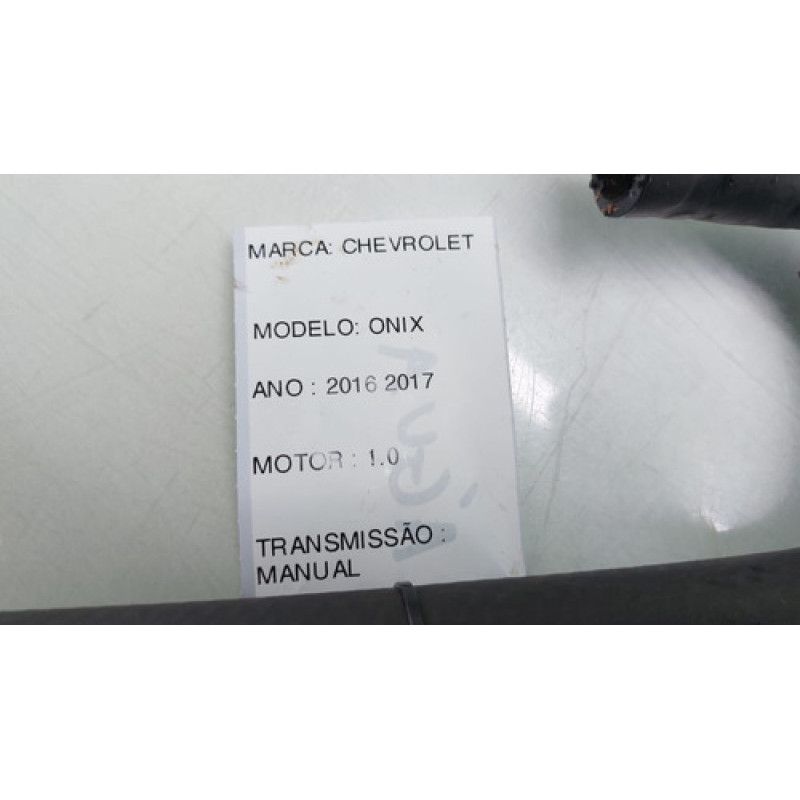 MARCA: CHEVROLET
MODELO: ONIX
ANO : 2016 2017
MOTOR : 1.0
TRANSMISSÃO :
MANUAL